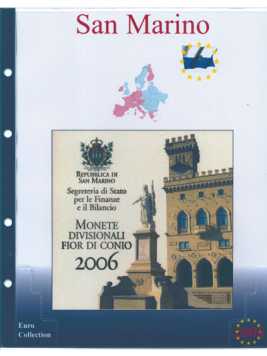 San Marino
REPUBBLICA DI
SAN MARINO
Segreteria di Stato
per le Finanze
e il Bilancio
MONETE
DIVISIONALI
FIOR DI CONIO
2006
Euro
Collection